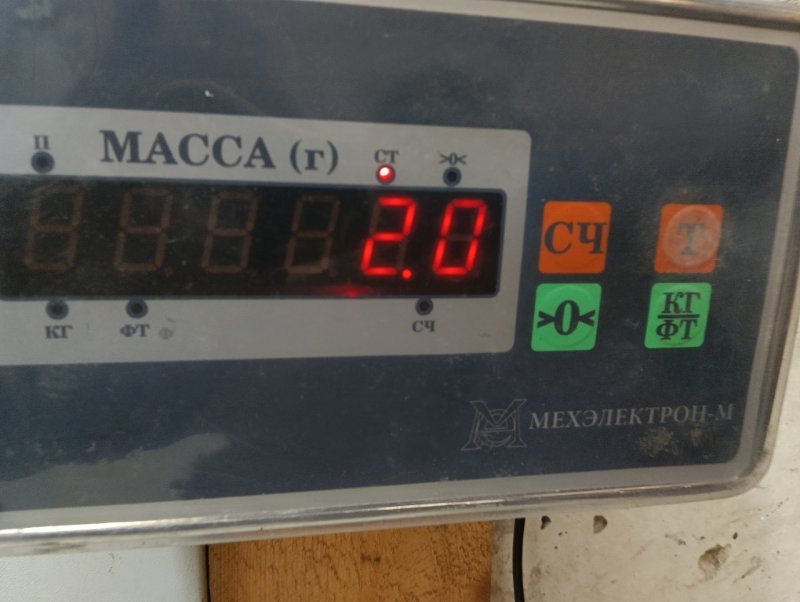 П МАССА (г) СТ >0<
2.0
КГ ФТ СЧ
СЧ Т
>0< КГ/ФТ
МЕХЭЛЕКТРОН-М